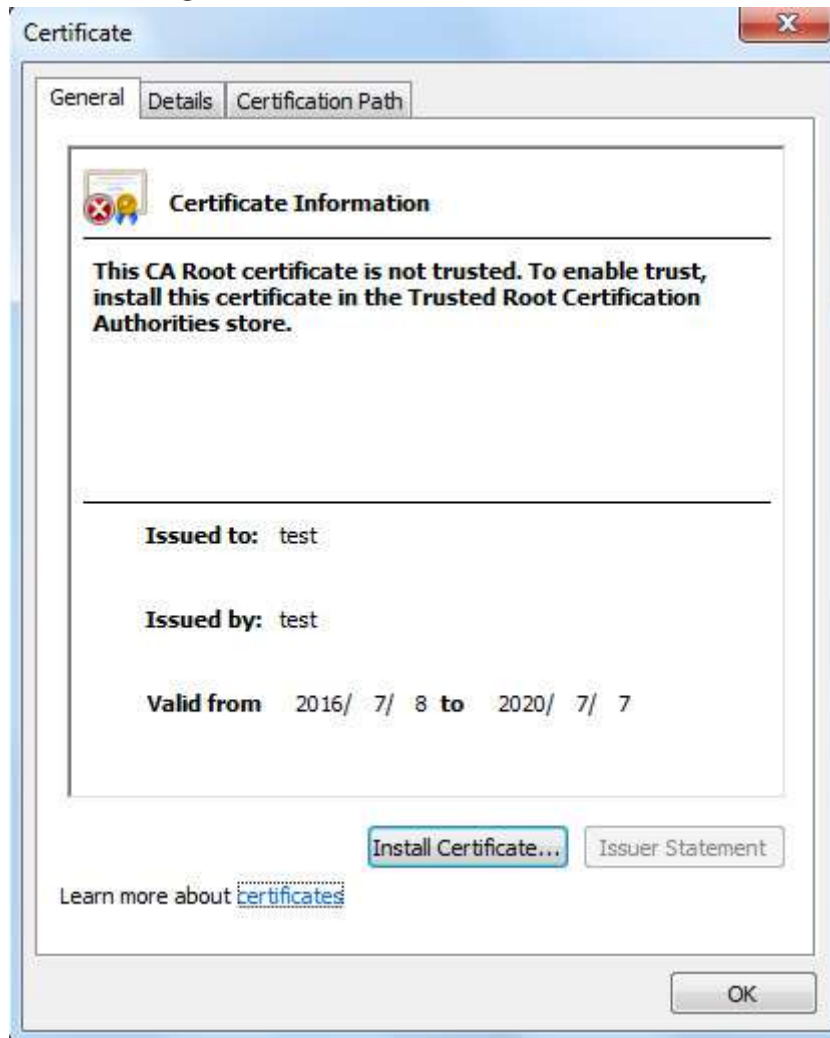 Certificate
General Details Certification Path
Certificate Information
This CA Root certificate is not trusted. To enable trust,
install this certificate in the Trusted Root Certification
Authorities store.
Issued to: test
Issued by: test
Valid from 2016/ 7/ 8 to 2020/ 7/ 7
Install Certificate... Issuer Statement
Learn more about certificates
OK